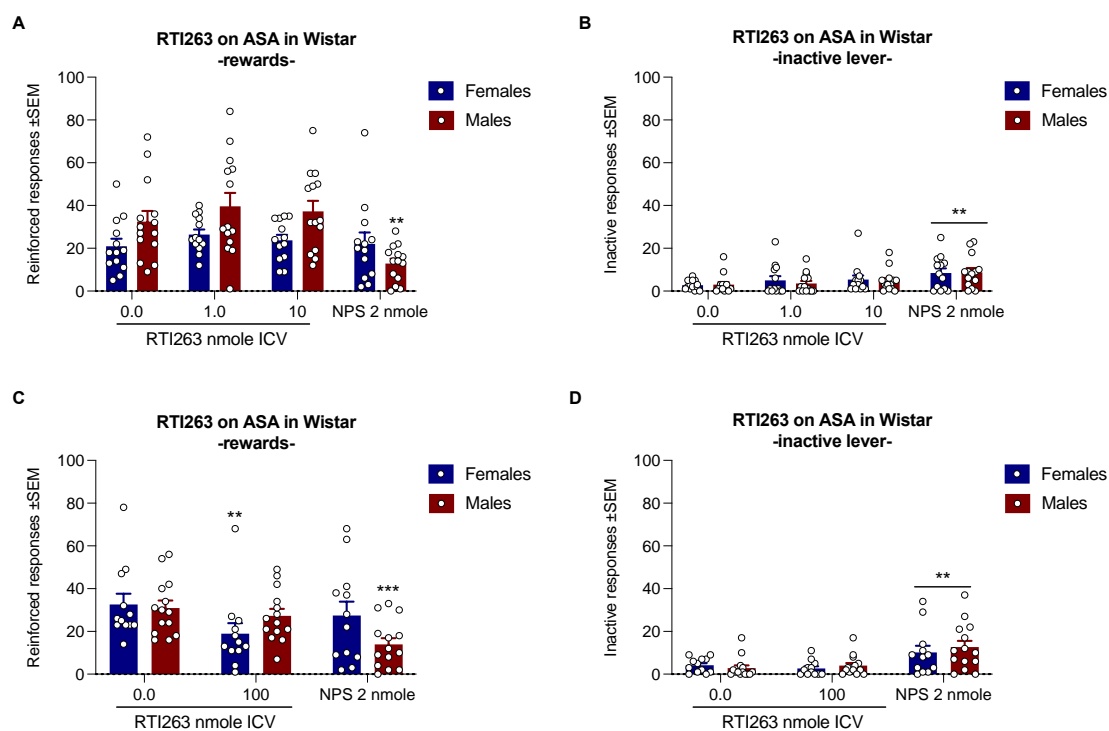 A
RTI263 on ASA in Wistar
-rewards-
Females
Males
Reinforced responses ±SEM
100
80
60
40
20
0
**
0.0
1.0
10
NPS 2 nmole
RTI263 nmole ICV
B
RTI263 on ASA in Wistar
-inactive lever-
Females
Males
Inactive responses ±SEM
100
80
60
40
20
0
**
0.0
1.0
10
NPS 2 nmole
RTI263 nmole ICV
C
RTI263 on ASA in Wistar
-rewards-
Females
Males
Reinforced responses ±SEM
100
80
60
40
20
0
**
***
0.0
100
NPS 2 nmole
RTI263 nmole ICV
D
RTI263 on ASA in Wistar
-inactive lever-
Females
Males
Inactive responses ±SEM
100
80
60
40
20
0
**
0.0
100
NPS 2 nmole
RTI263 nmole ICV